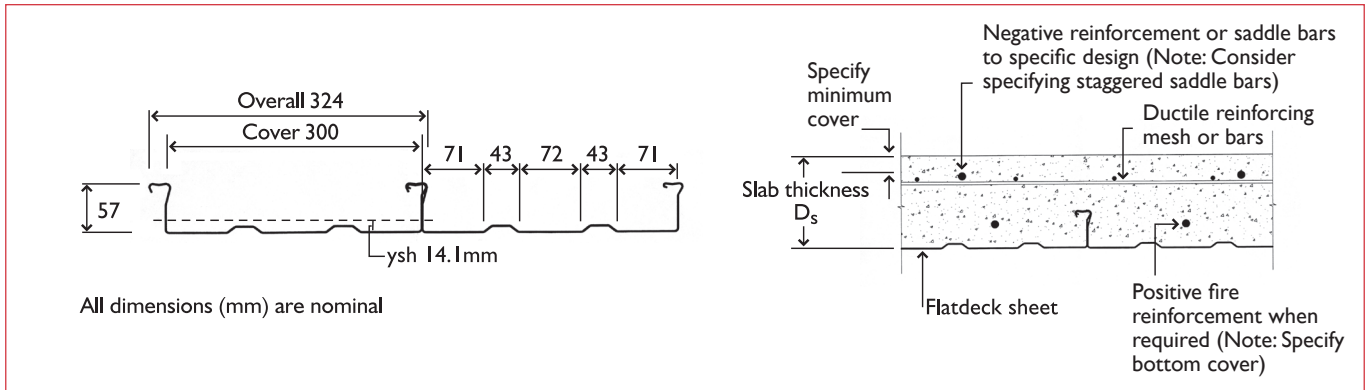 Overall 324
Cover 300
71 43 72 43 71
57
ysh 14.1mm
All dimensions (mm) are nominal
Negative reinforcement or saddle bars
to specific design (Note: Consider
specifying staggered saddle bars)
Specify
minimum
cover
Ductile reinforcing
mesh or bars
Slab thickness
Ds
Flatdeck sheet
Positive fire
reinforcement when
required (Note: Specify
bottom cover)